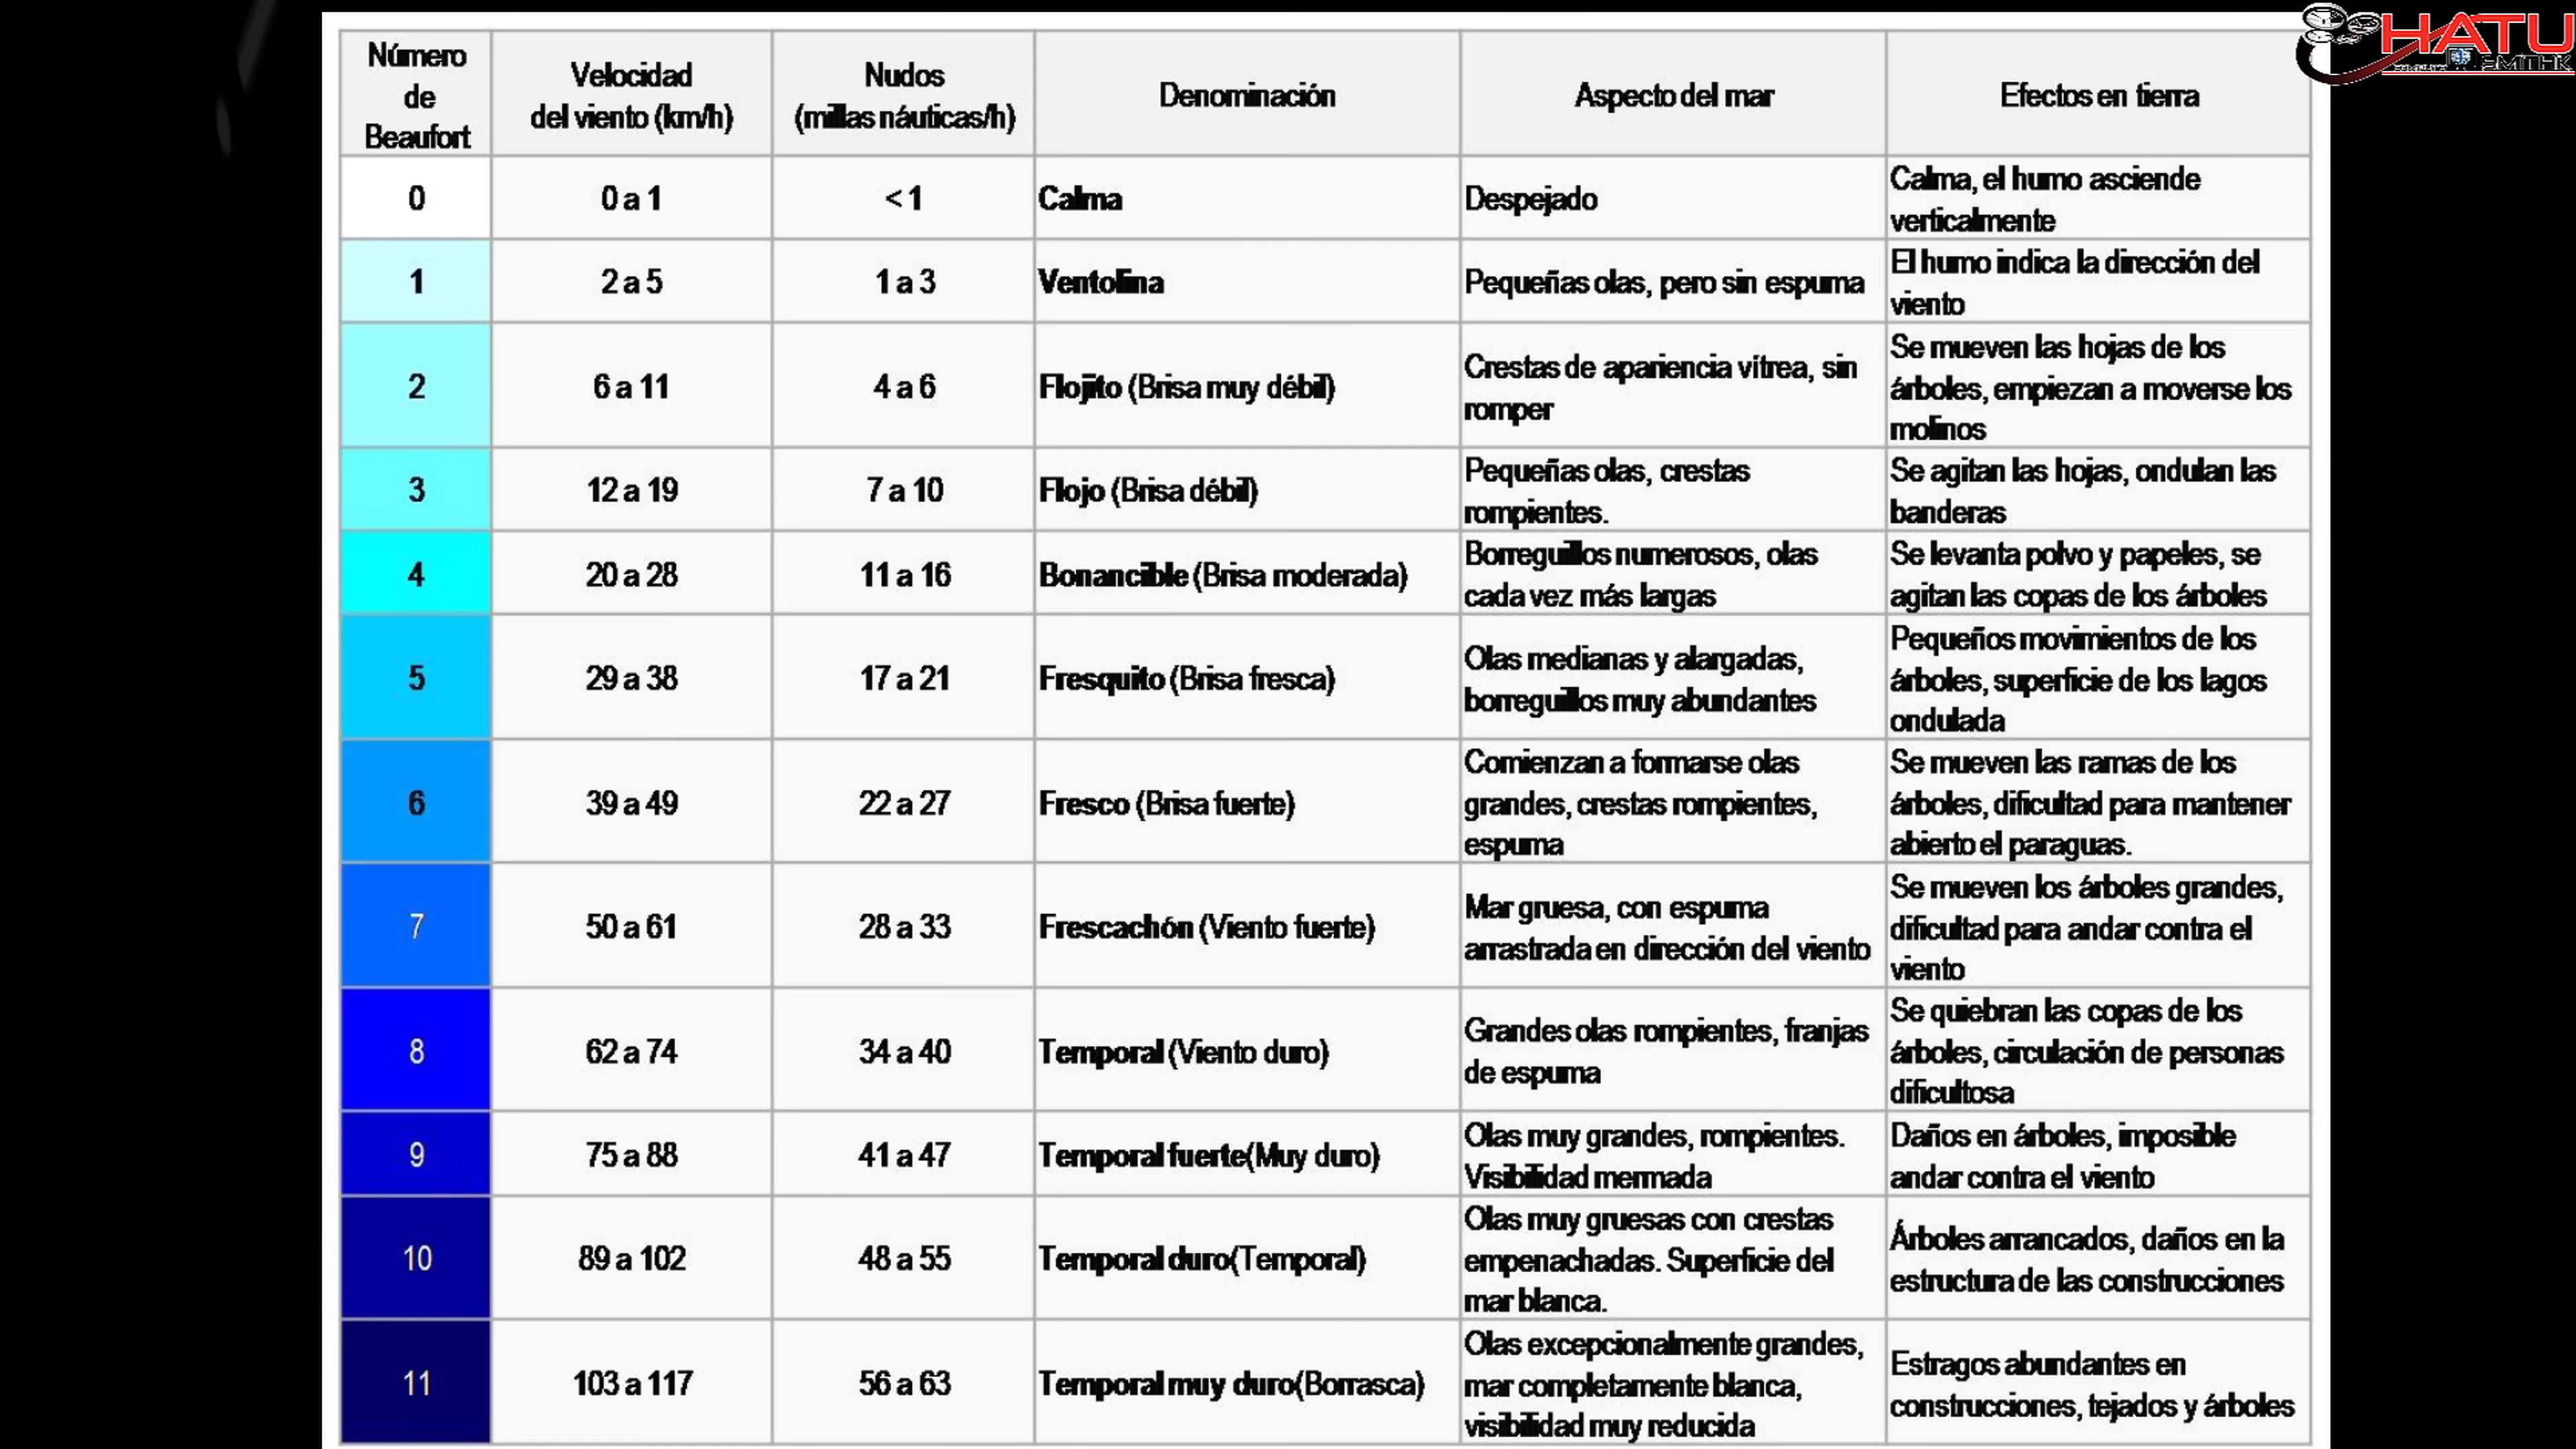 HATU
SMITHK
Número
de
Beaufort
Velocidad
del viento (km/h)
Nudos
(millas náuticas/h)
Denominación
Aspecto del mar
Efectos en tierra
0
0 a 1
< 1
Calma
Despejado
Calma, el humo asciende
verticalmente
1
2 a 5
1 a 3
Ventolina
Pequeñas olas, pero sin espuma
El humo indica la dirección del
viento
2
6 a 11
4 a 6
Flojito (Brisa muy débil)
Crestas de apariencia vítrea, sin
romper
Se mueven las hojas de los
árboles, empiezan a moverse los
molinos
3
12 a 19
7 a 10
Flojo (Brisa débil)
Pequeñas olas, crestas
rompientes.
Se agitan las hojas, ondulan las
banderas
4
20 a 28
11 a 16
Bonancible (Brisa moderada)
Borreguillos numerosos, olas
cada vez más largas
Se levanta polvo y papeles, se
agitan las copas de los árboles
5
29 a 38
17 a 21
Fresquito (Brisa fresca)
Olas medianas y alargadas,
borreguillos muy abundantes
Pequeños movimientos de los
árboles, superficie de los lagos
ondulada
6
39 a 49
22 a 27
Fresco (Brisa fuerte)
Comienzan a formarse olas
grandes, crestas rompientes,
espuma
Se mueven las ramas de los
árboles, dificultad para mantener
abierto el paraguas.
7
50 a 61
28 a 33
Frescachón (Viento fuerte)
Mar gruesa, con espuma
arrastrada en dirección del viento
Se mueven los árboles grandes,
dificultad para andar contra el
viento
8
62 a 74
34 a 40
Temporal (Viento duro)
Grandes olas rompientes, franjas
de espuma
Se quiebran las copas de los
árboles, circulación de personas
dificultosa
9
75 a 88
41 a 47
Temporal fuerte(Muy duro)
Olas muy grandes, rompientes.
Visibilidad mermada
Daños en árboles, imposible
andar contra el viento
10
89 a 102
48 a 55
Temporal duro(Temporal)
Olas muy gruesas con crestas
empenachadas. Superficie del
mar blanca.
Árboles arrancados, daños en la
estructura de las construcciones
11
103 a 117
56 a 63
Temporal muy duro(Borrasca)
Olas excepcionalmente grandes,
mar completamente blanca,
visibilidad muy reducida
Estragos abundantes en
construcciones, tejados y árboles